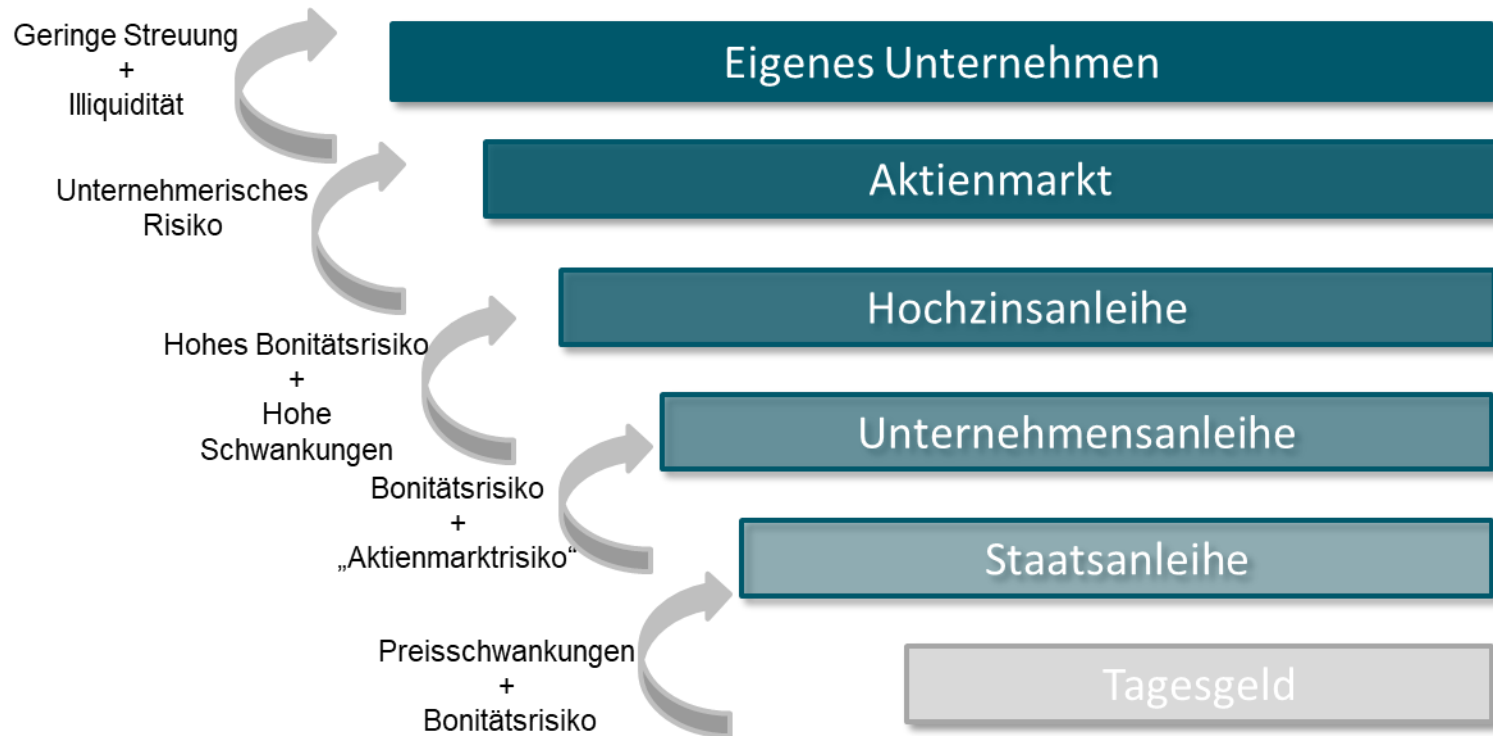 Geringe Streuung
+
Illiquidität
Eigenes Unternehmen
Unternehmerisches
Risiko
Aktienmarkt
Hohes Bonitätsrisiko
+
Hohe
Schwankungen
Hochzinsanleihe
Bonitätsrisiko
+
„Aktienmarktrisiko“
Unternehmensanleihe
Preisschwankungen
+
Bonitätsrisiko
Staatsanleihe
Tagesgeld